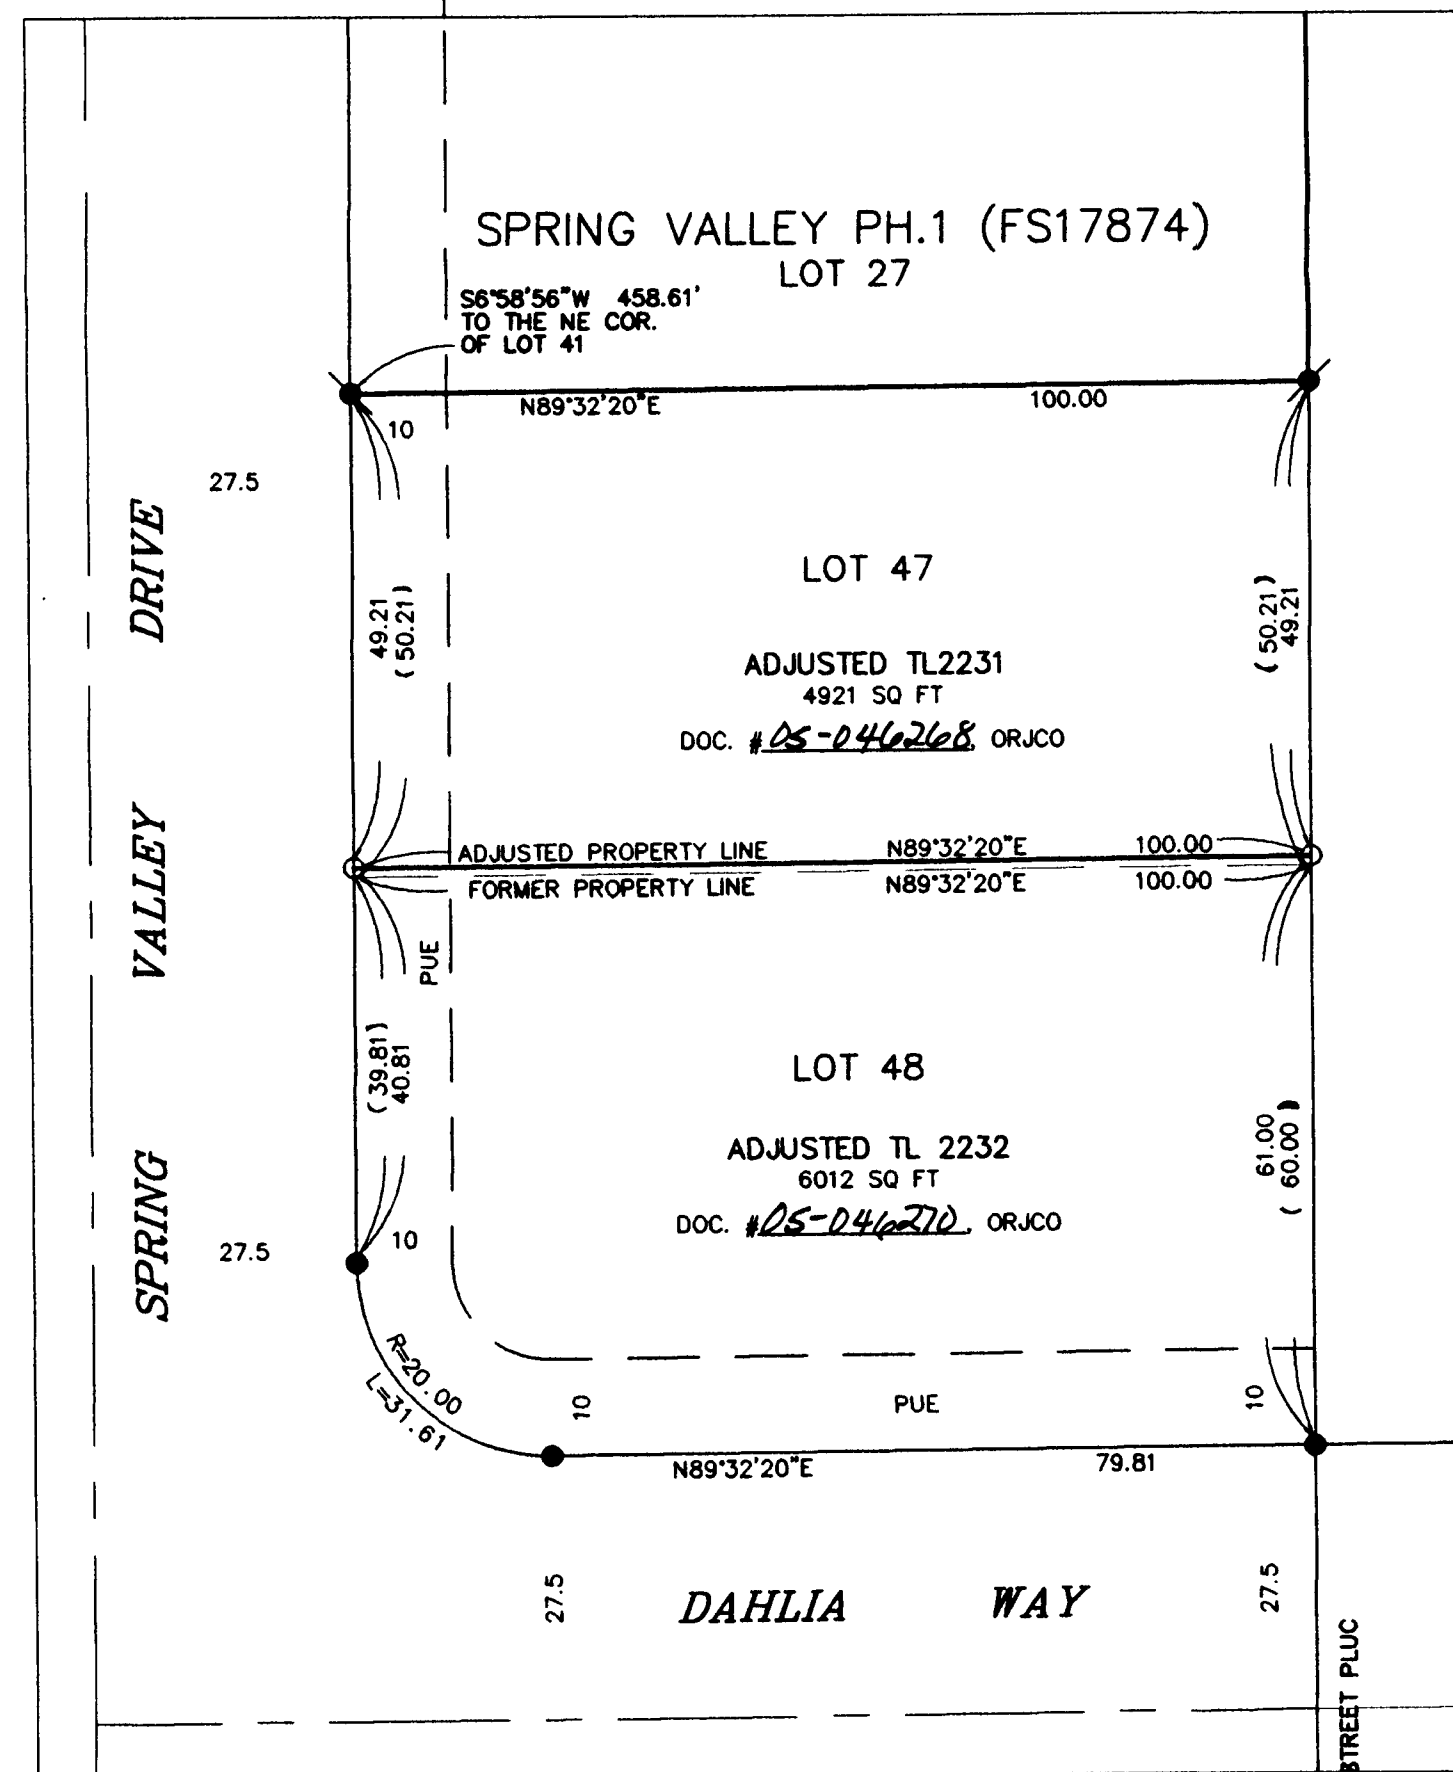 SPRING VALLEY PH.1 (FS17874)
LOT 27
S6°58'56"W 458.61'
TO THE NE COR.
OF LOT 41
N89°32'20"E 100.00
10
27.5
SPRING VALLEY DRIVE
49.21
(50.21)
LOT 47
(50.21)
49.21
ADJUSTED TL2231
4921 SQ FT
DOC. #05-046268, ORJCO
ADJUSTED PROPERTY LINE N89°32'20"E 100.00
FORMER PROPERTY LINE N89°32'20"E 100.00
PUE
(39.81)
40.81
LOT 48
61.00
(60.00)
ADJUSTED TL 2232
6012 SQ FT
DOC. #05-046270, ORJCO
27.5
10
R=20.00
L=31.61
10
PUE
10
N89°32'20"E 79.81
27.5
DAHLIA WAY
27.5
STREET PLUC